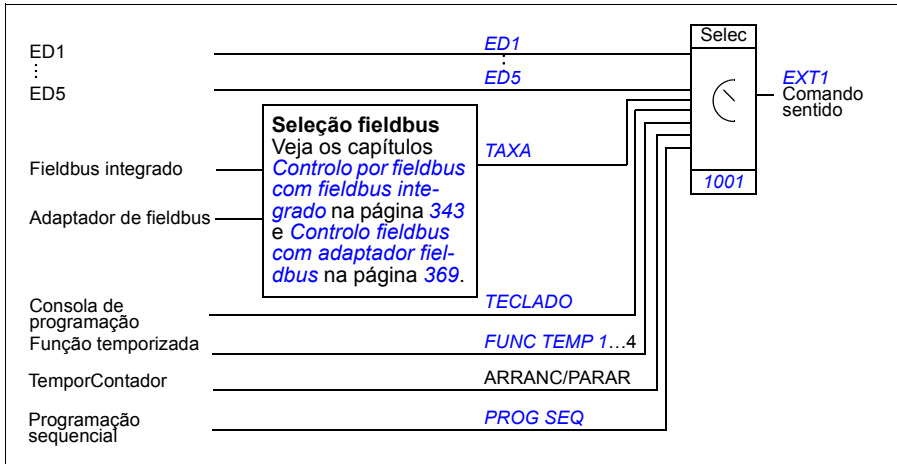 ED1
ED5
Fieldbus integrado
Adaptador de fieldbus
Seleção fieldbus
Veja os capítulos
Controlo por fieldbus
com fieldbus inte-
grado na página 343
e Controlo fieldbus
com adaptador fiel-
dbus na página 369.
Consola de
programação
Função temporizada
TemporContador
Programação
sequencial
ED1
ED5
TAXA
TECLADO
FUNC TEMP 1…4
ARRANC/PARAR
PROG SEQ
Selec
1001
EXT1
Comando
sentido